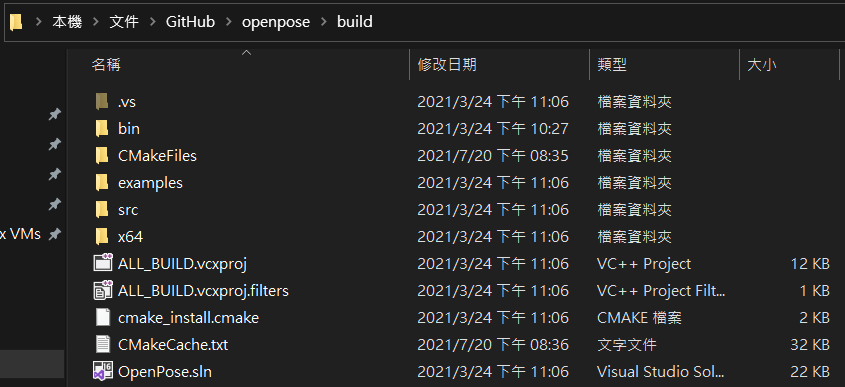 本機 > 文件 > GitHub > openpose > build
名稱 修改日期 類型 大小
.vs 2021/3/24 下午 11:06 檔案資料夾
bin 2021/3/24 下午 10:27 檔案資料夾
CMakeFiles 2021/7/20 下午 08:35 檔案資料夾
examples 2021/3/24 下午 11:06 檔案資料夾
src 2021/3/24 下午 11:06 檔案資料夾
x64 2021/3/24 下午 11:06 檔案資料夾
x VMs
ALL_BUILD.vcxproj 2021/3/24 下午 11:06 VC++ Project 12 KB
ALL_BUILD.vcxproj.filters 2021/3/24 下午 11:06 VC++ Project Filt... 1 KB
cmake_install.cmake 2021/3/24 下午 11:06 CMAKE 檔案 2 KB
CMakeCache.txt 2021/7/20 下午 08:36 文字文件 32 KB
OpenPose.sln 2021/3/24 下午 11:06 Visual Studio Sol... 22 KB